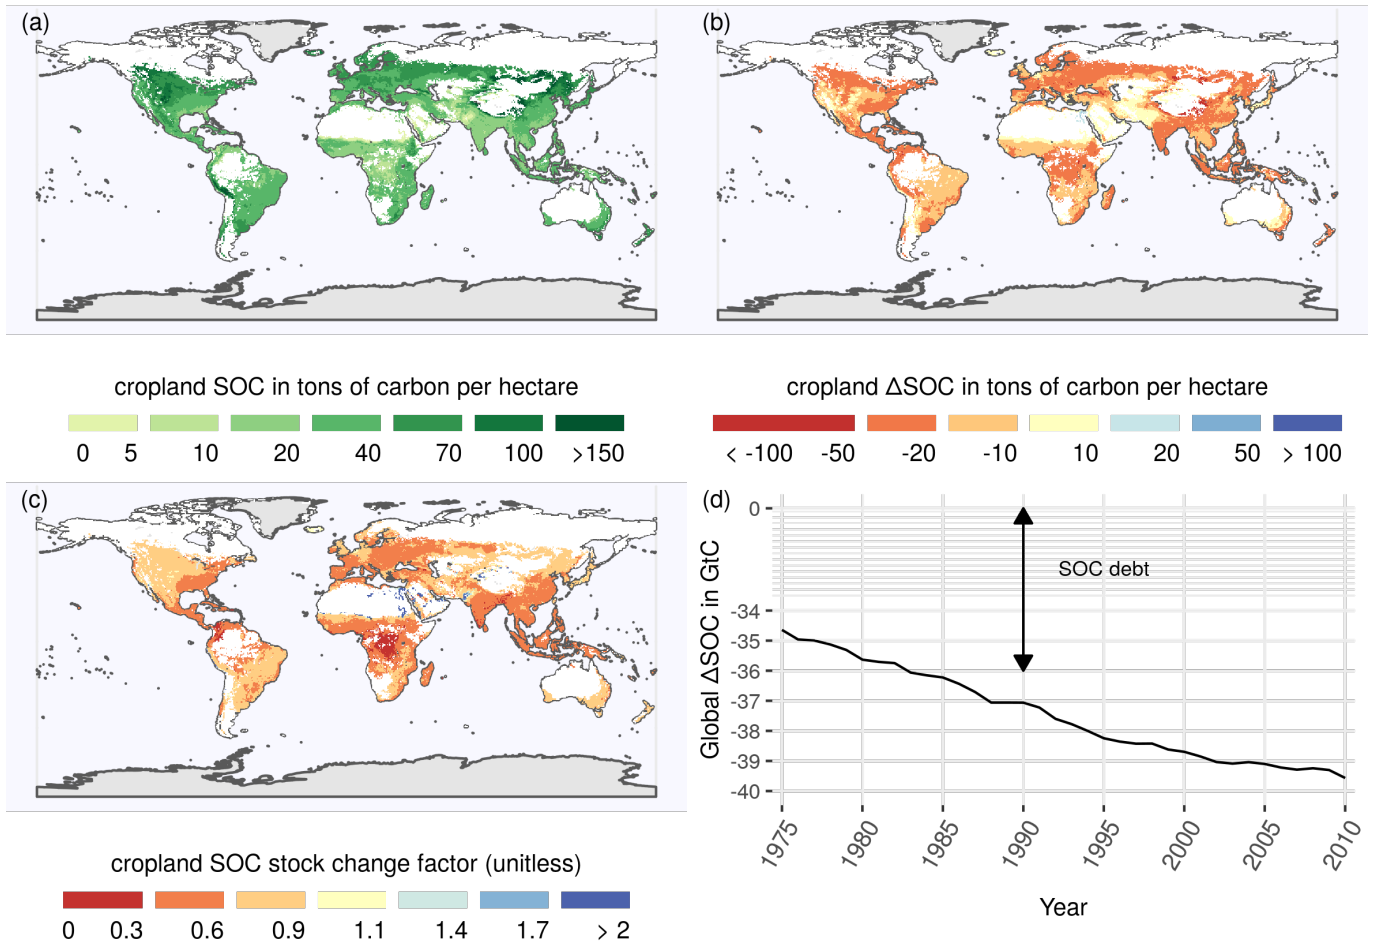 (a)
(b)
cropland SOC in tons of carbon per hectare
0 5 10 20 40 70 100 >150
cropland ΔSOC in tons of carbon per hectare
< -100 -50 -20 -10 10 20 50 > 100
(c)
(d)
Global ΔSOC in GtC
0
-34
-35
-36
-37
-38
-39
-40
SOC debt
1975 1980 1985 1990 1995 2000 2005 2010
Year
cropland SOC stock change factor (unitless)
0 0.3 0.6 0.9 1.1 1.4 1.7 > 2